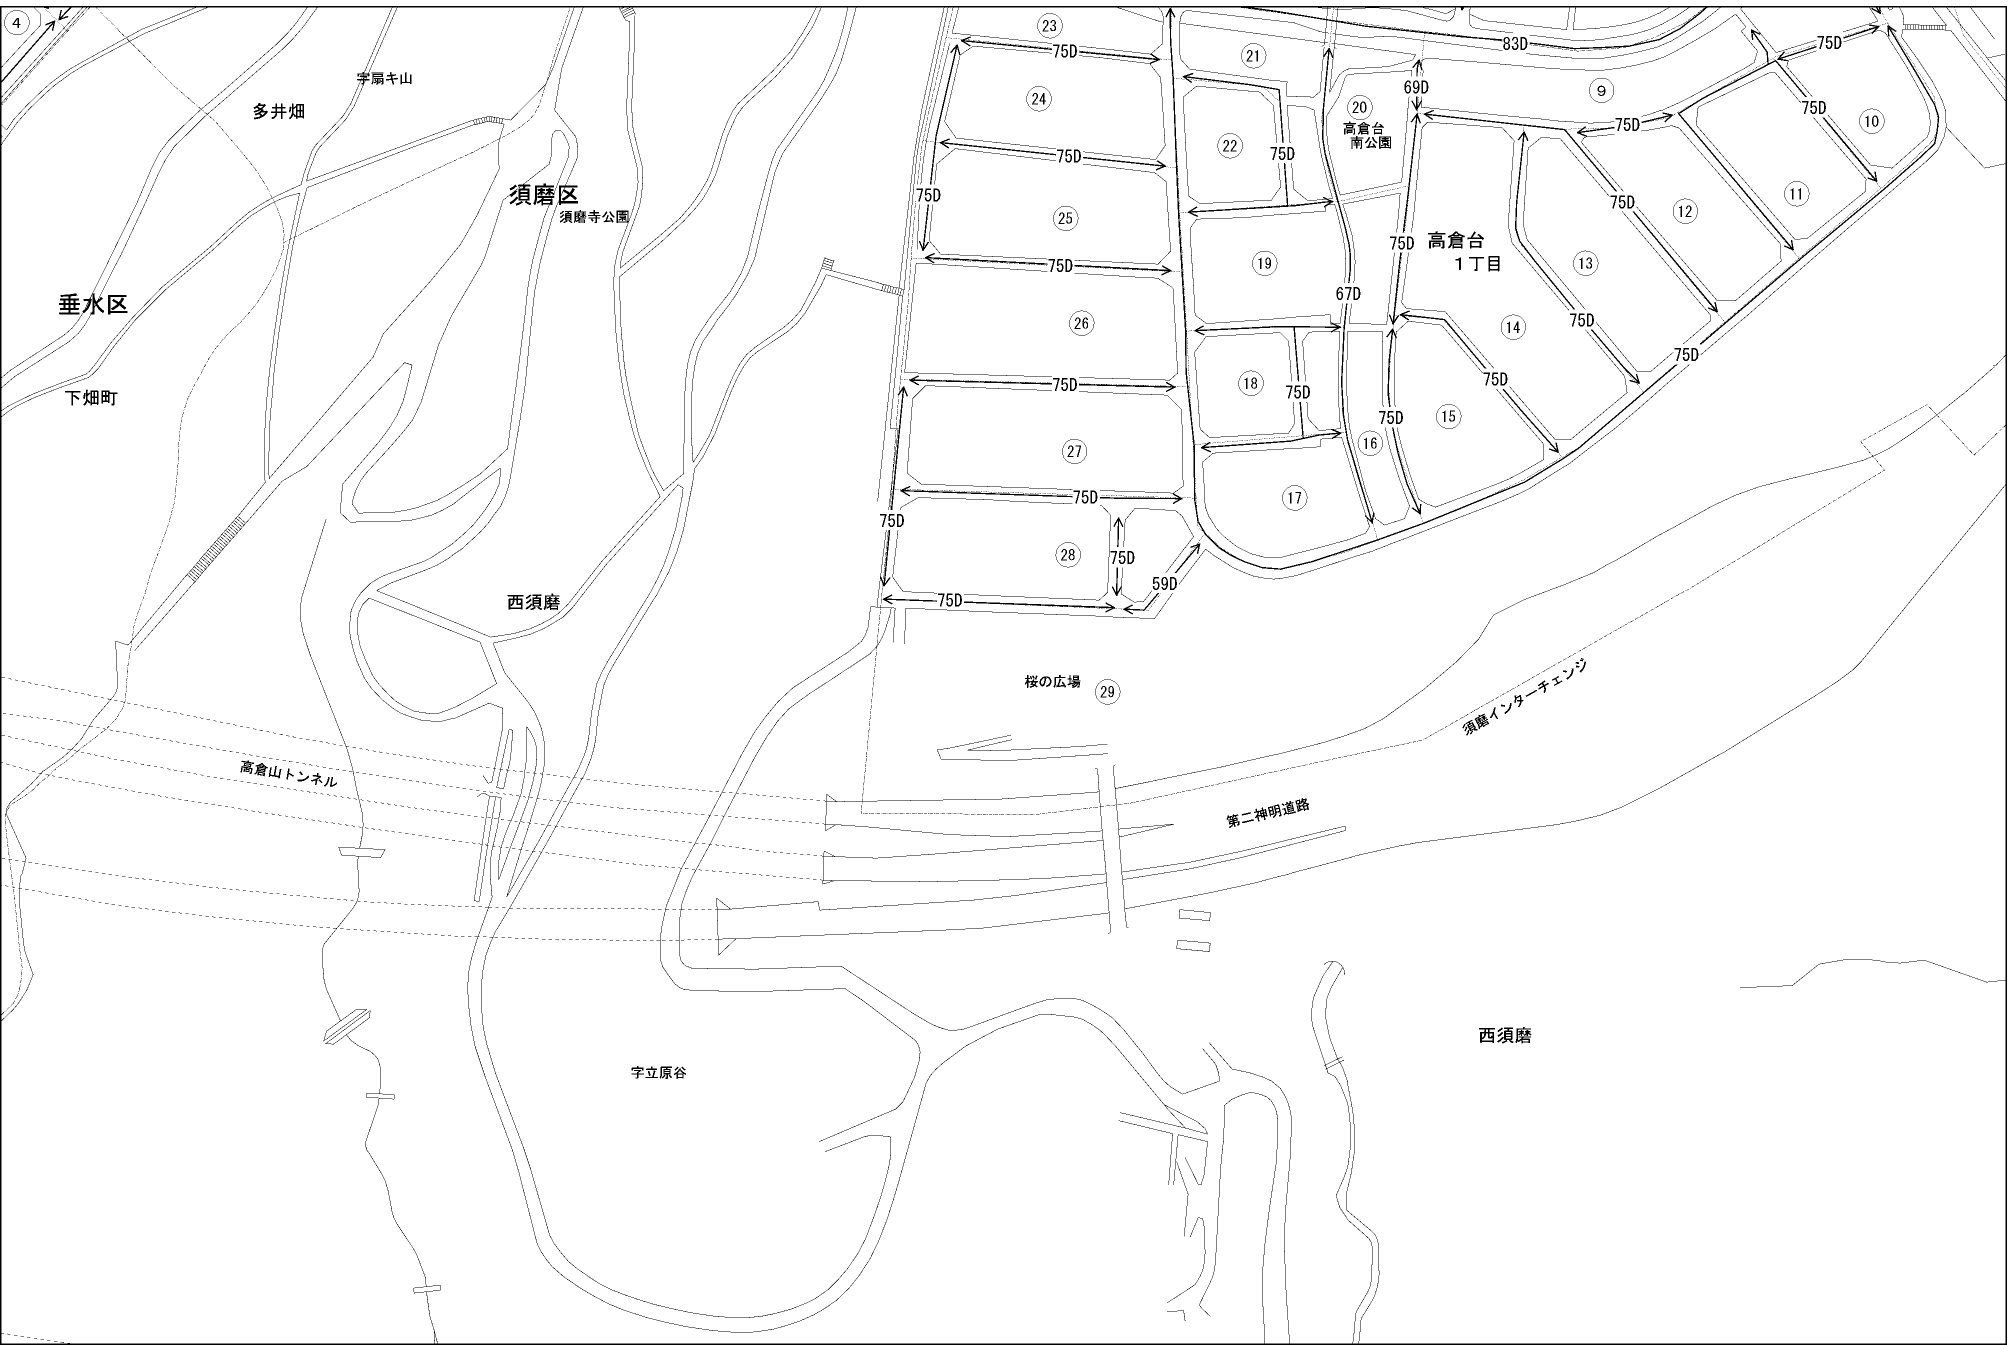 ④
㉓
75D
83D
75D
字扇キ山
㉑
69D
⑨
多井畑
㉔
⑳
高倉台
南公園
75D
75D
⑩
75D
㉒
75D
須磨区
須磨寺公園
75D
㉕
75D
⑫
⑪
75D
高倉台
1丁目
75D
⑲
⑬
垂水区
㉖
67D
75D
⑭
75D
下畑町
75D
⑱
75D
75D
75D
⑮
㉗
⑯
75D
⑰
75D
㉘
75D
59D
西須磨
75D
桜の広場
㉙
須磨インターチェンジ
高倉山トンネル
第二神明道路
西須磨
字立原谷